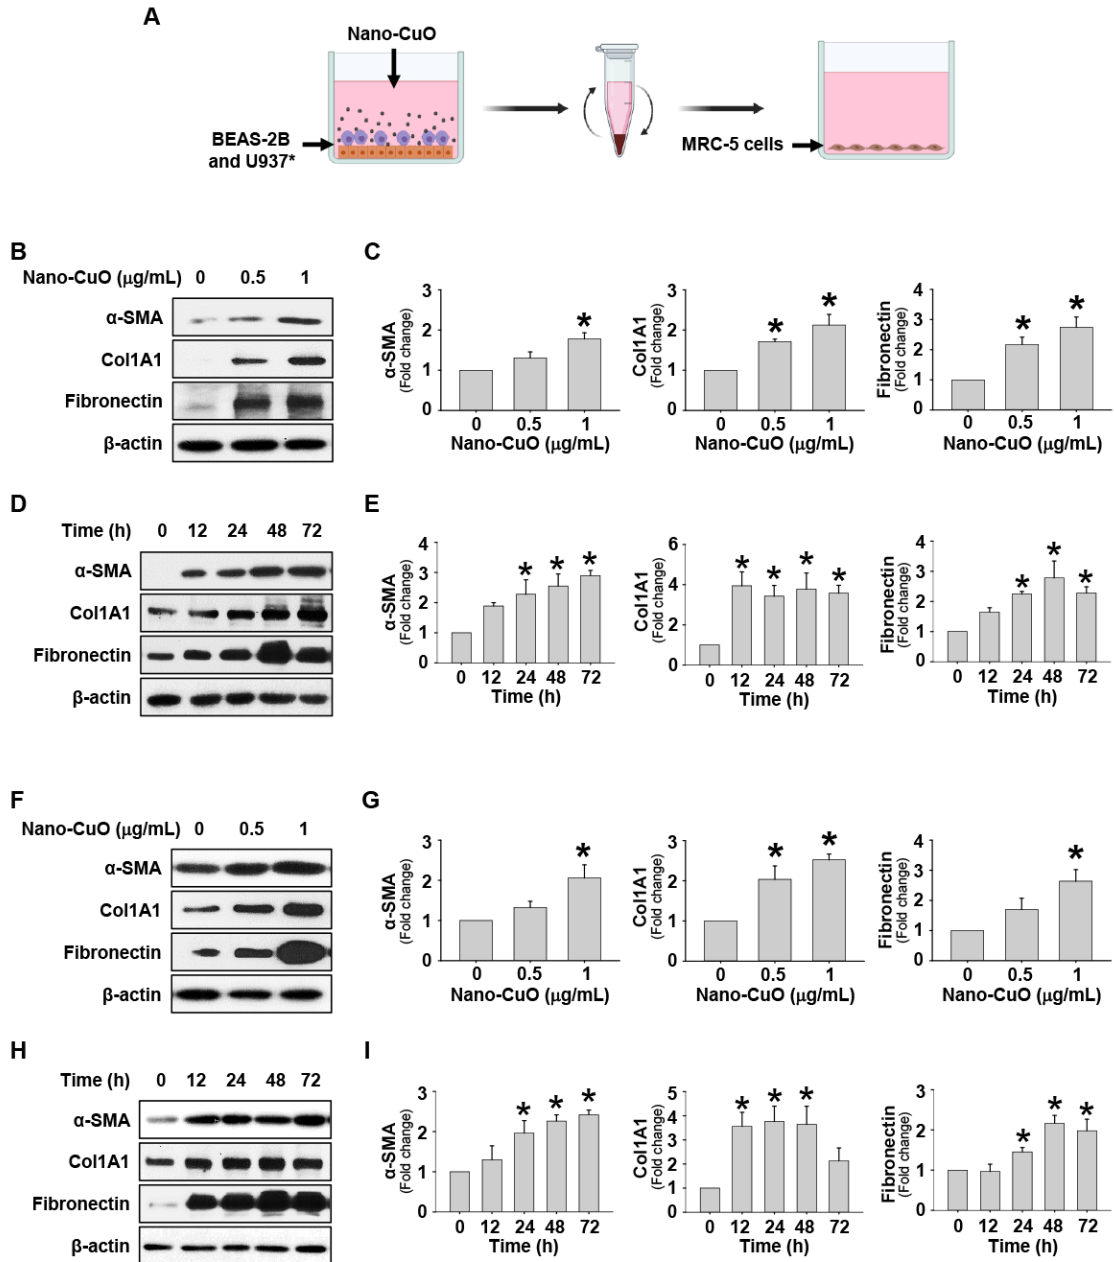 A
Nano-CuO
BEAS-2B
and U937*
MRC-5 cells
B
Nano-CuO (μg/mL) 0 0.5 1
α-SMA
Col1A1
Fibronectin
β-actin
C
α-SMA
(Fold change)
3
2
1
0
*
0 0.5 1
Nano-CuO (μg/mL)
Col1A1
(Fold change)
3
2
1
0
* *
0 0.5 1
Nano-CuO (μg/mL)
Fibronectin
(Fold change)
4
3
2
1
0
* *
0 0.5 1
Nano-CuO (μg/mL)
D
Time (h) 0 12 24 48 72
α-SMA
Col1A1
Fibronectin
β-actin
E
α-SMA
(Fold change)
4
3
2
1
0
* * *
0 12 24 48 72
Time (h)
Col1A1
(Fold change)
6
4
2
0
* * * *
0 12 24 48 72
Time (h)
Fibronectin
(Fold change)
4
3
2
1
0
* * *
0 12 24 48 72
Time (h)
F
Nano-CuO (μg/mL) 0 0.5 1
α-SMA
Col1A1
Fibronectin
β-actin
G
α-SMA
(Fold change)
3
2
1
0
*
0 0.5 1
Nano-CuO (μg/mL)
Col1A1
(Fold change)
3
2
1
0
* *
0 0.5 1
Nano-CuO (μg/mL)
Fibronectin
(Fold change)
4
3
2
1
0
*
0 0.5 1
Nano-CuO (μg/mL)
H
Time (h) 0 12 24 48 72
α-SMA
Col1A1
Fibronectin
β-actin
I
α-SMA
(Fold change)
3
2
1
0
* * *
0 12 24 48 72
Time (h)
Col1A1
(Fold change)
5
4
3
2
1
0
* * *
0 12 24 48 72
Time (h)
Fibronectin
(Fold change)
3
2
1
0
* * *
0 12 24 48 72
Time (h)